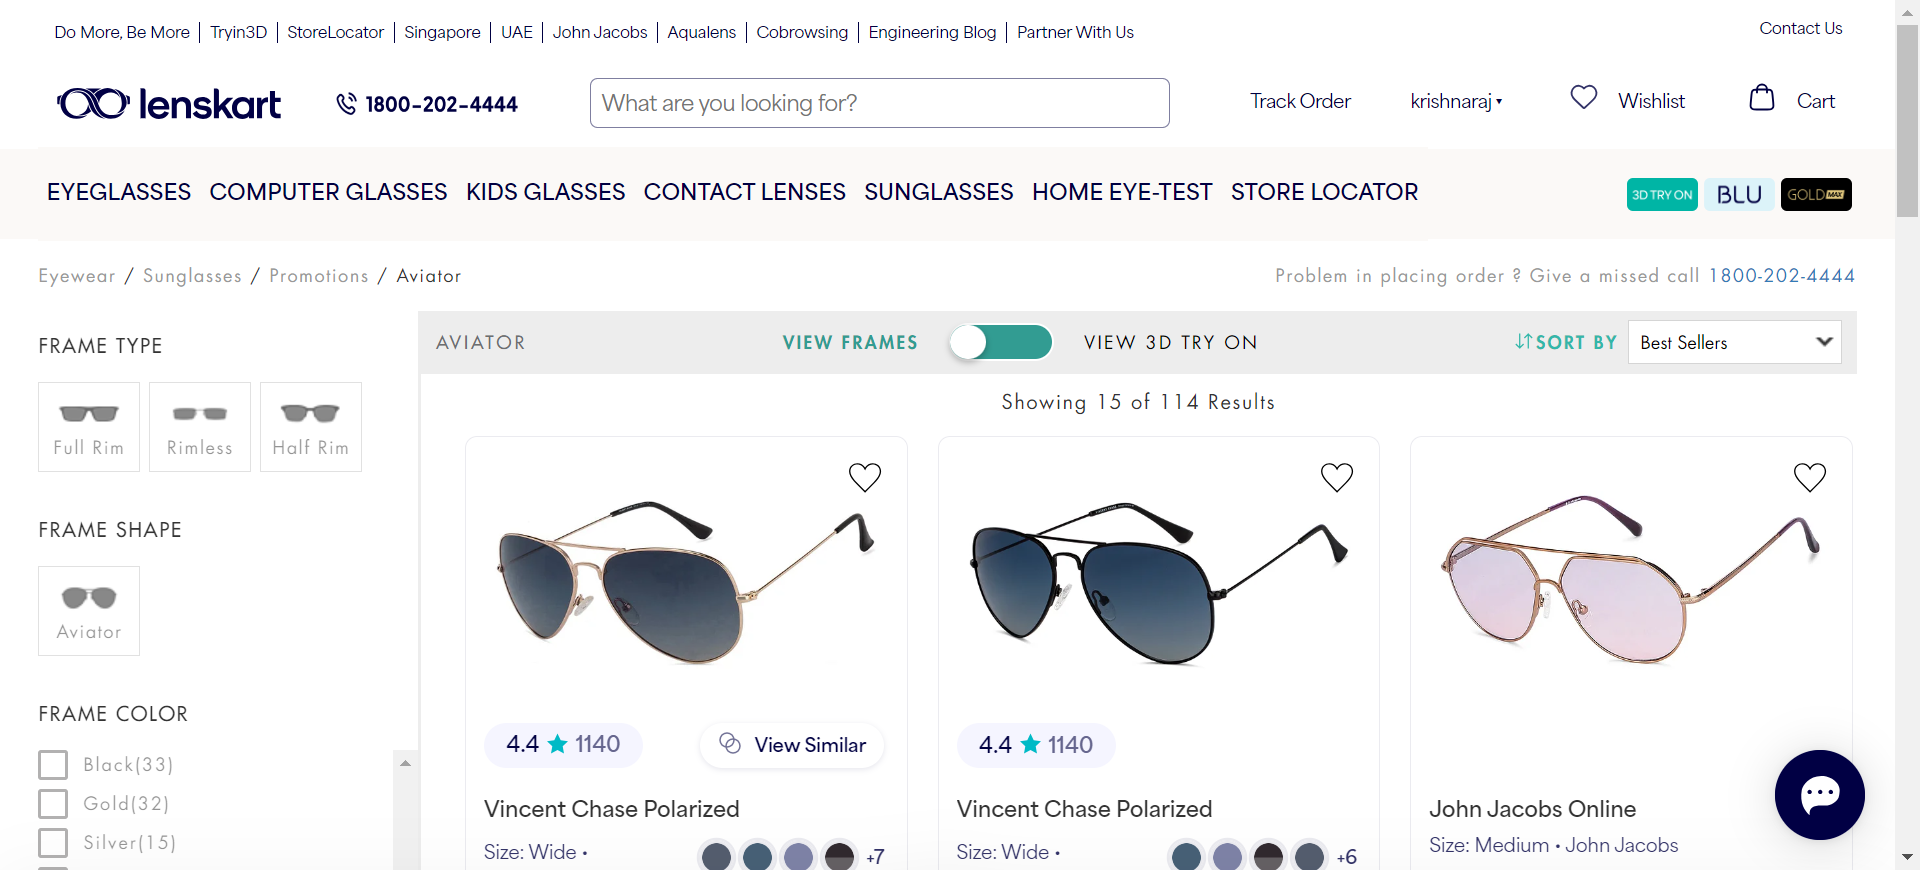 Do More, Be More Tryin3D StoreLocator Singapore UAE John Jacobs Aqualens Cobrowsing Engineering Blog Partner With Us
Contact Us
lenskart
1800-202-4444
What are you looking for?
Track Order
krishnaraj
Wishlist
Cart
EYEGLASSES COMPUTER GLASSES KIDS GLASSES CONTACT LENSES SUNGLASSES HOME EYE-TEST STORE LOCATOR
3D TRY ON
BLU
GOLD MAX
Eyewear / Sunglasses / Promotions / Aviator
Problem in placing order ? Give a missed call 1800-202-4444
FRAME TYPE
Full Rim
Rimless
Half Rim
FRAME SHAPE
Aviator
FRAME COLOR
Black(33)
Gold(32)
Silver(15)
AVIATOR
VIEW FRAMES
VIEW 3D TRY ON
SORT BY
Best Sellers
Showing 15 of 114 Results
4.4 ★ 1140
View Similar
Vincent Chase Polarized
Size: Wide •
+7
4.4 ★ 1140
Vincent Chase Polarized
Size: Wide •
+6
John Jacobs Online
Size: Medium • John Jacobs